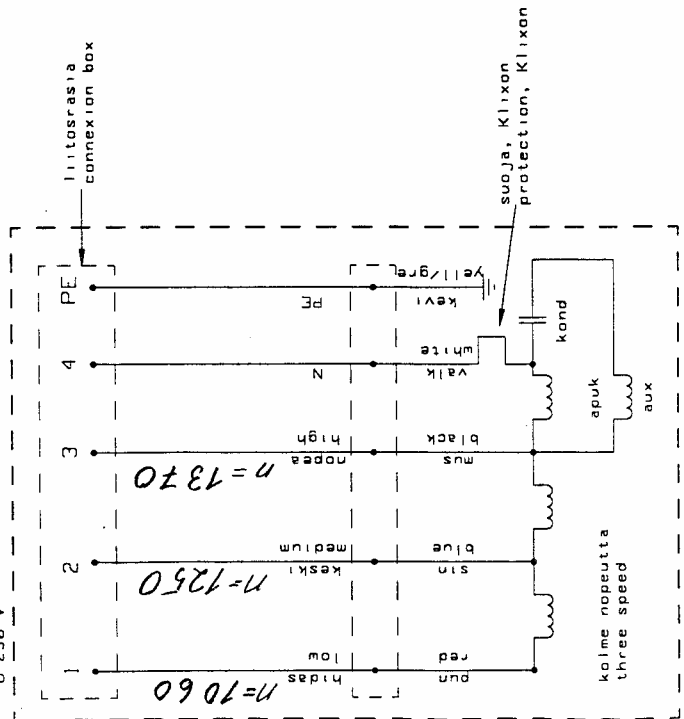 liitosrasia
connexion box
U 230 V
1 2 3 4 PE
n=1060
hidas
low
n=1250
keski
medium
n=1370
nopea
high
N
PE
pun
red
sin
blue
mus
black
valk
white
kevi
yell/gre
suoja, Klixon
protection, Klixon
kond
apuk
aux
kolme nopeutta
three speed